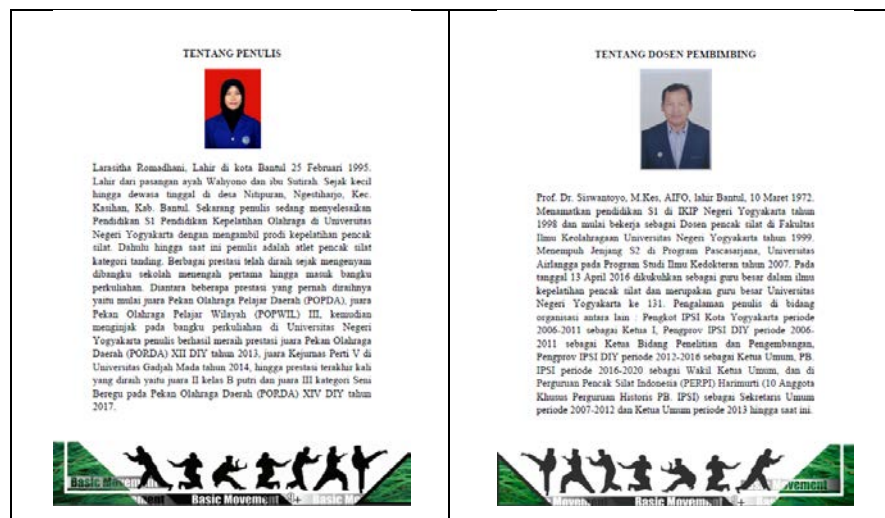 TENTANG PENULIS
Larasitha Romadhani, Lahir di kota Bantul 25 Februari 1995.
Lahir dari pasangan ayah Wahyono dan ibu Sutirah. Sejak kecil
hingga dewasa tinggal di desa Nitipuran, Ngestiharjo, Kec.
Kasihan, Kab. Bantul. Sekarang penulis sedang menyelesaikan
Pendidikan S1 Pendidikan Kepelatihan Olahraga di Universitas
Negeri Yogyakarta dengan mengambil prodi kepelatihan pencak
silat. Dahulu hingga saat ini penulis adalah atlet pencak silat
kategori tanding. Berbagai prestasi telah diraih sejak mengenyam
dibangku sekolah menengah pertama hingga masuk bangku
perkuliahan. Diantara beberapa prestasi yang pernah diraihnya
yaitu mulai juara Pekan Olahraga Pelajar Daerah (POPDA), juara
Pekan Olahraga Pelajar Wilayah (POPWIL) III, kemudian
menginjak pada bangku perkuliahan di Universitas Negeri
Yogyakarta penulis berhasil meraih prestasi juara Pekan Olahraga
Daerah (PORDA) XII DIY tahun 2013, juara Kejurnas Perti V di
Universitas Gadjah Mada tahun 2014, hingga prestasi terakhir kali
yang diraih yaitu juara II kelas B putri dan juara III kategori Seni
Beregu pada Pekan Olahraga Daerah (PORDA) XIV DIY tahun
2017.
Basic Movement
Basic Movement
TENTANG DOSEN PEMBIMBING
Prof. Dr. Siswantoyo, M.Kes, AIFO, lahir Bantul, 10 Maret 1972.
Menamatkan pendidikan S1 di IKIP Negeri Yogyakarta tahun
1998 dan mulai bekerja sebagai Dosen pencak silat di Fakultas
Ilmu Keolahragaan Universitas Negeri Yogyakarta tahun 1999.
Menempuh Jenjang S2 di Program Pascasarjana, Universitas
Airlangga pada Program Studi Ilmu Kedokteran tahun 2007. Pada
tanggal 13 April 2016 dikukuhkan sebagai guru besar dalam ilmu
kepelatihan pencak silat dan merupakan guru besar Universitas
Negeri Yogyakarta ke 131. Pengalaman penulis di bidang
organisasi antara lain : Pengkot IPSI Kota Yogyakarta periode
2006-2011 sebagai Ketua I, Pengprov IPSI DIY periode 2006-
2011 sebagai Ketua Bidang Penelitian dan Pengembangan,
Pengprov IPSI DIY periode 2012-2016 sebagai Ketua Umum, PB.
IPSI periode 2016-2020 sebagai Wakil Ketua Umum, dan di
Perguruan Pencak Silat Indonesia (PERPI) Harimurti (10 Anggota
Khusus Perguruan Historis PB. IPSI) sebagai Sekretaris Umum
periode 2007-2012 dan Ketua Umum periode 2013 hingga saat ini.
Basic Movement